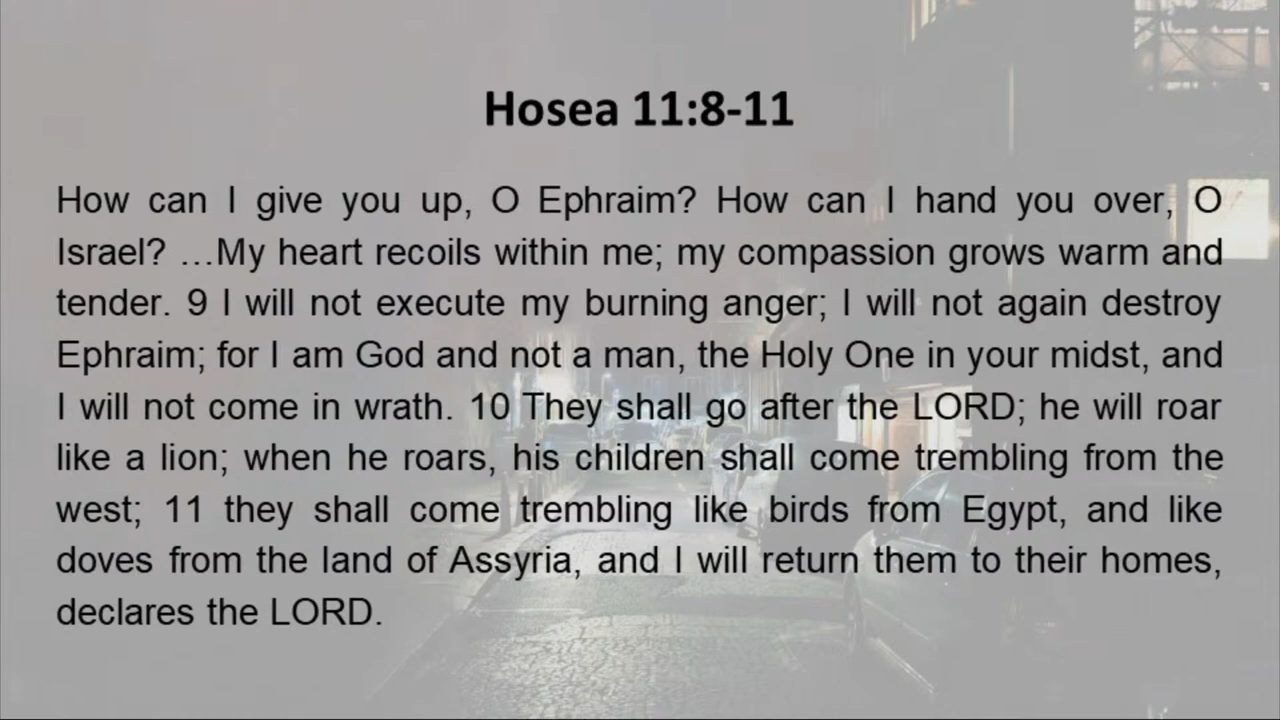 Hosea 11:8-11
How can I give you up, O Ephraim? How can I hand you over, O
Israel? …My heart recoils within me; my compassion grows warm and
tender. 9 I will not execute my burning anger; I will not again destroy
Ephraim; for I am God and not a man, the Holy One in your midst, and
I will not come in wrath. 10 They shall go after the LORD; he will roar
like a lion; when he roars, his children shall come trembling from the
west; 11 they shall come trembling like birds from Egypt, and like
doves from the land of Assyria, and I will return them to their homes,
declares the LORD.